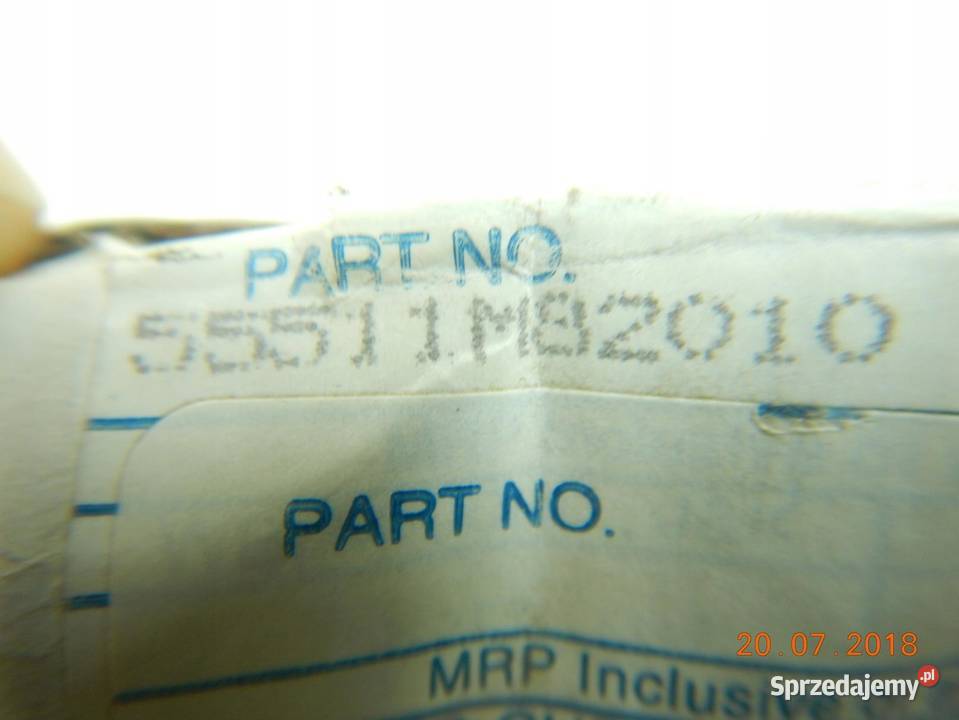 PART NO.
55511M82010
PART NO.
20.07.2018
MRP Inclusive
Sprzedajemy.pl